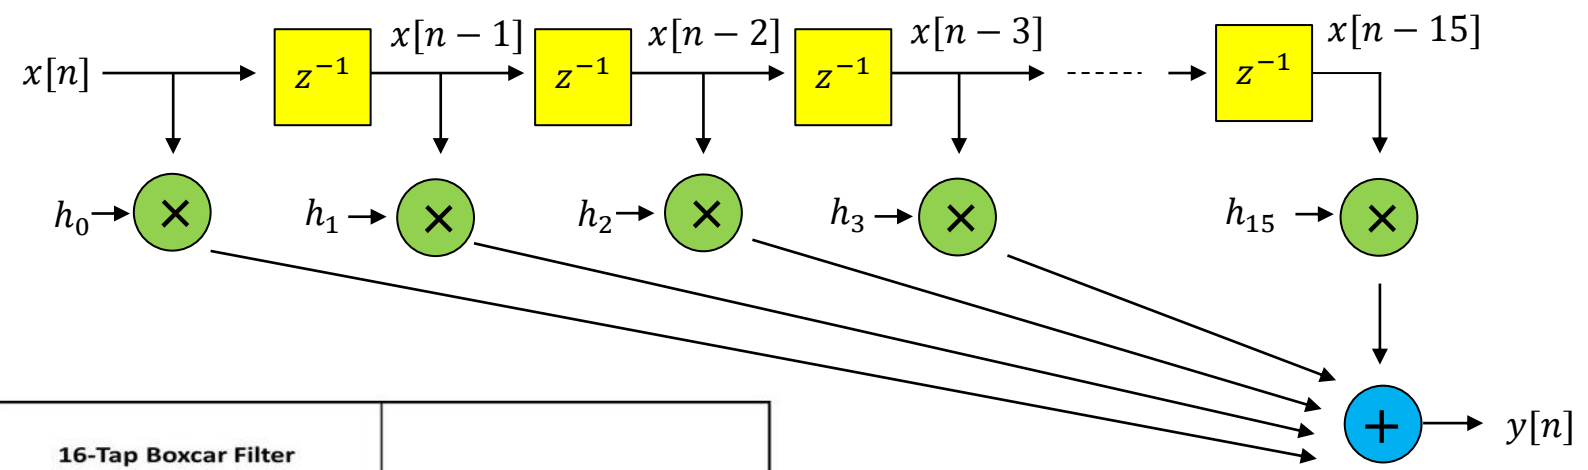 x[n]
z⁻¹
x[n − 1]
z⁻¹
x[n − 2]
z⁻¹
x[n − 3]
z⁻¹
x[n − 15]
h₀
×
h₁
×
h₂
×
h₃
×
h₁₅
×
+
y[n]
16-Tap Boxcar Filter